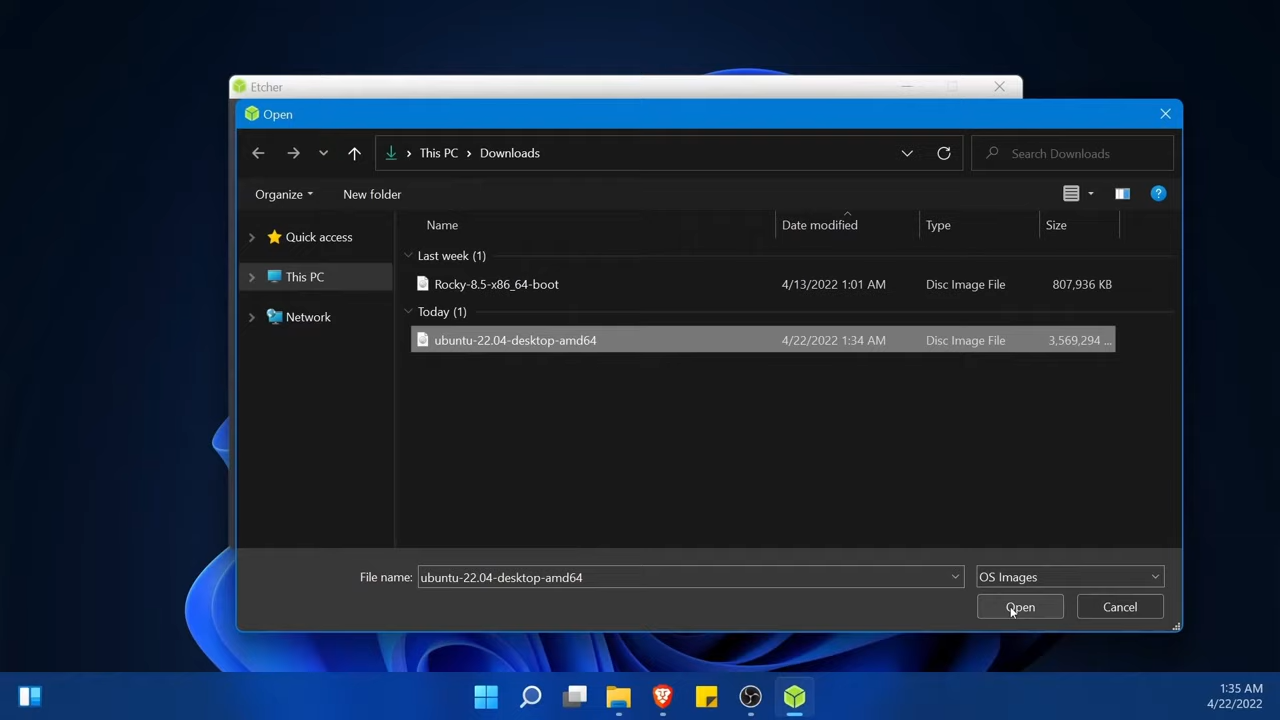 Etcher
Open
This PC > Downloads
Search Downloads
Organize
New folder
Name
Date modified
Type
Size
Quick access
This PC
Network
Last week (1)
Rocky-8.5-x86_64-boot 4/13/2022 1:01 AM Disc Image File 807,936 KB
Today (1)
ubuntu-22.04-desktop-amd64 4/22/2022 1:34 AM Disc Image File 3,569,294 ...
File name: ubuntu-22.04-desktop-amd64
OS Images
Open
Cancel
1:35 AM
4/22/2022